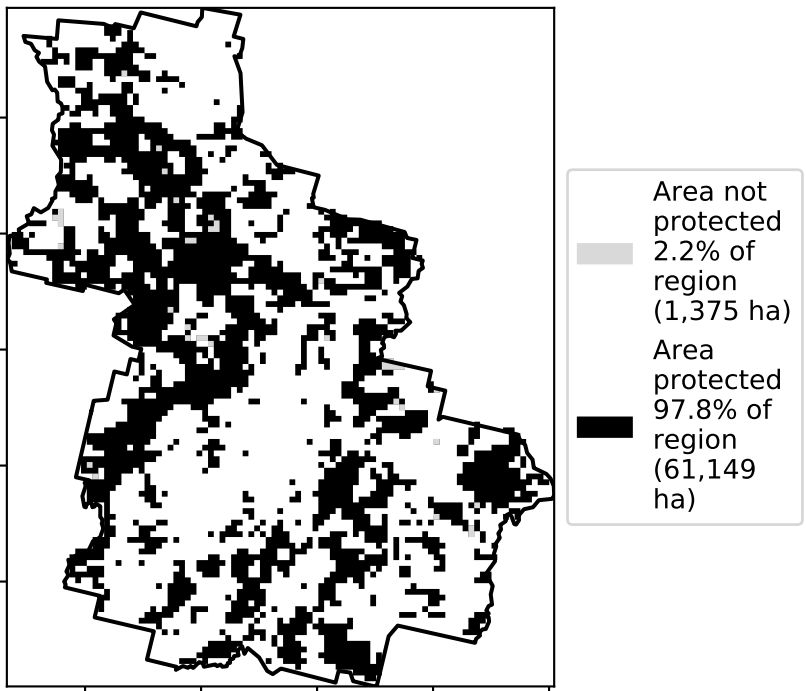 Area not
protected
2.2% of
region
(1,375 ha)
Area
protected
97.8% of
region
(61,149
ha)